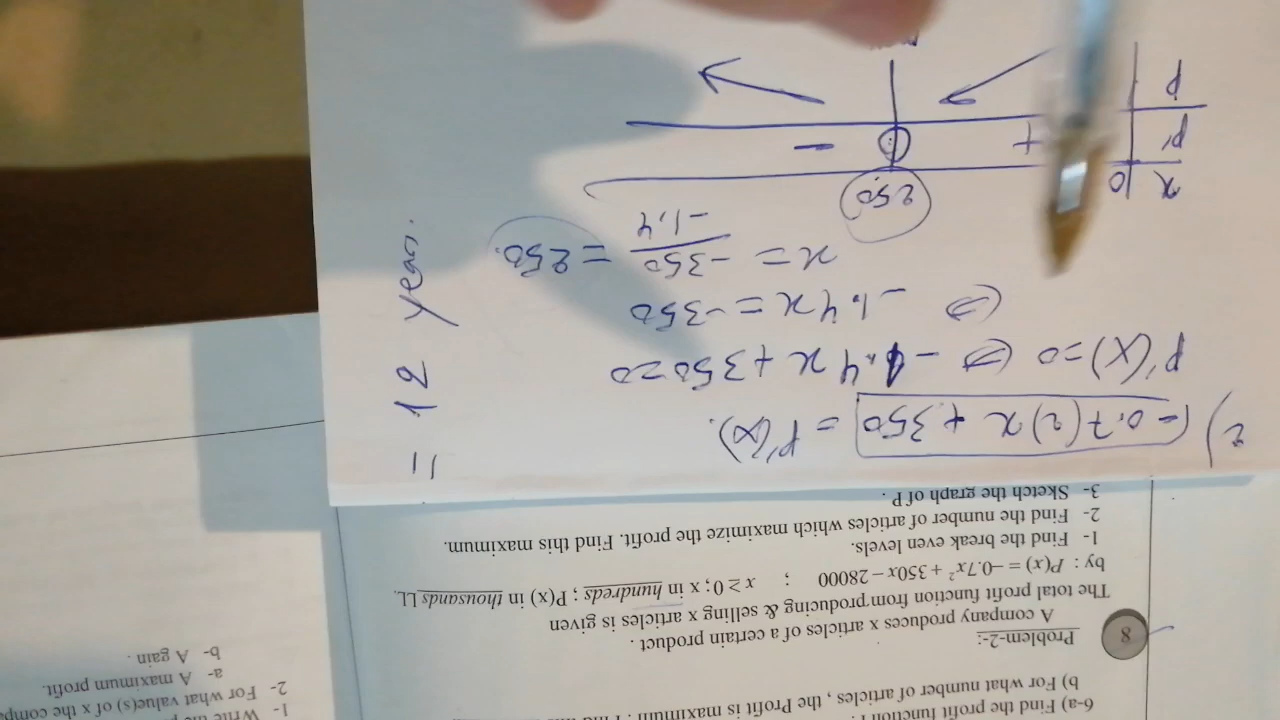 6-a) Find the profit function
b) For what number of articles , the Profit is maximum
8
Problem-2-:
A company produces x articles of a certain product .
The total profit function from producing & selling x articles is given
by : P(x) = –0.7x² + 350x – 28000 ; x ≥ 0 ; x in hundreds ; P(x) in thousands LL.
1- Find the break even levels.
2- Find the number of articles which maximize the profit. Find this maximum.
3- Sketch the graph of P .
2) (-0.7(2)x + 350 = P'(x).
P'(x) = 0 ⇔ -1.4x + 350 = 0
⇔ -1.4x = -350
x = -350 / -1.4 = 250.
x 0 250
p' + 0 -
p
= 12 years.
1- Write the
2- For what value(s) of x the comp
a- A maximum profit.
b- A gain .